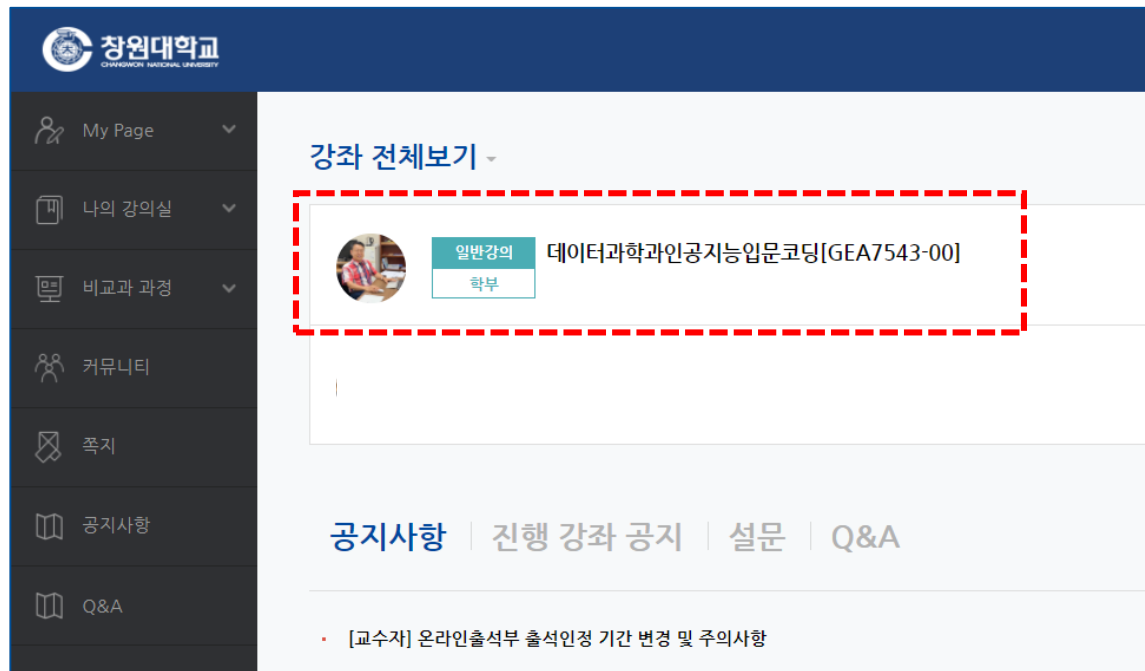 창원대학교
CHANGWON NATIONAL UNIVERSITY
My Page
나의 강의실
비교과 과정
커뮤니티
쪽지
공지사항
Q&A
강좌 전체보기
일반강의 데이터과학과인공지능입문코딩[GEA7543-00]
학부
공지사항 진행 강좌 공지 설문 Q&A
[교수자] 온라인출석부 출석인정 기간 변경 및 주의사항